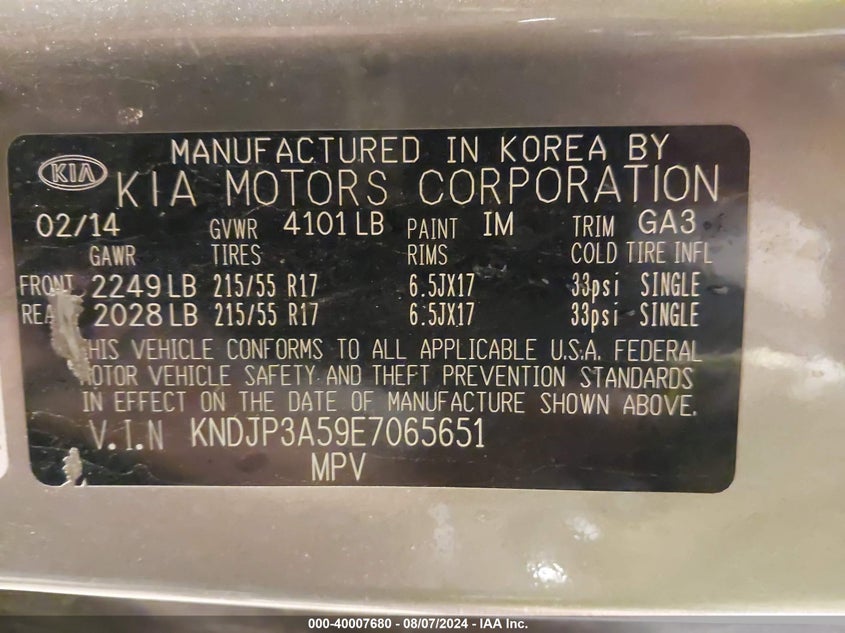 MANUFACTURED IN KOREA BY
KIA KIA MOTORS CORPORATION
02/14 GVWR 4101 LB PAINT IM TRIM GA3
GAWR TIRES RIMS COLD TIRE INFL
FRONT 2249 LB 215/55 R17 6.5JX17 33psi SINGLE
REA 2028 LB 215/55 R17 6.5JX17 33psi SINGLE
HIS VEHICLE CONFORMS TO ALL APPLICABLE U.S.A. FEDERAL
OTOR VEHICLE SAFETY AND THEFT PREVENTION STANDARDS
IN EFFECT ON THE DATE OF MANUFACTURE SHOWN ABOVE.
V.I.N KNDJP3A59E7065651
MPV
000-40007680 - 08/07/2024 - IAA Inc.